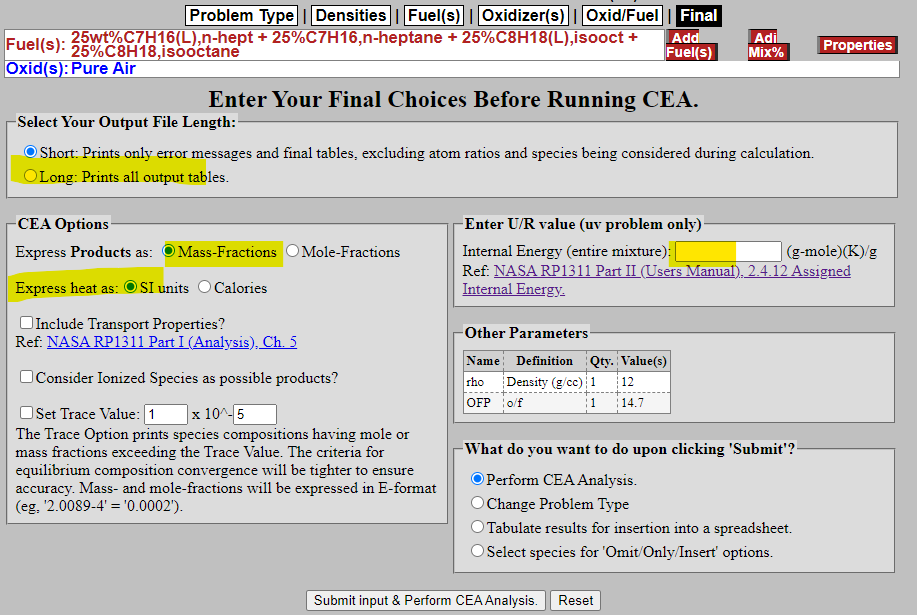 Problem Type | Densities | Fuel(s) | Oxidizer(s) | Oxid/Fuel | Final
Fuel(s): 25wt%C7H16(L),n-hept + 25%C7H16,n-heptane + 25%C8H18(L),isooct +
25%C8H18,isooctane
Add
Fuel(s)
Adj
Mix%
Properties
Oxid(s): Pure Air
Enter Your Final Choices Before Running CEA.
Select Your Output File Length:
Short: Prints only error messages and final tables, excluding atom ratios and species being considered during calculation.
Long: Prints all output tables.
CEA Options
Express Products as: Mass-Fractions Mole-Fractions
Express heat as: SI units Calories
Include Transport Properties?
Ref: NASA RP1311 Part I (Analysis), Ch. 5
Consider Ionized Species as possible products?
Set Trace Value: 1 x 10^- 5
The Trace Option prints species compositions having mole or
mass fractions exceeding the Trace Value. The criteria for
equilibrium composition convergence will be tighter to ensure
accuracy. Mass- and mole-fractions will be expressed in E-format
(eg, '2.0089-4' = '0.0002').
Enter U/R value (uv problem only)
Internal Energy (entire mixture): (g-mole)(K)/g
Ref: NASA RP1311 Part II (Users Manual), 2.4.12 Assigned
Internal Energy.
Other Parameters
Name Definition Qty. Value(s)
rho Density (g/cc) 1 12
OFP o/f 1 14.7
What do you want to do upon clicking 'Submit'?
Perform CEA Analysis.
Change Problem Type
Tabulate results for insertion into a spreadsheet.
Select species for 'Omit/Only/Insert' options.
Submit input & Perform CEA Analysis. Reset